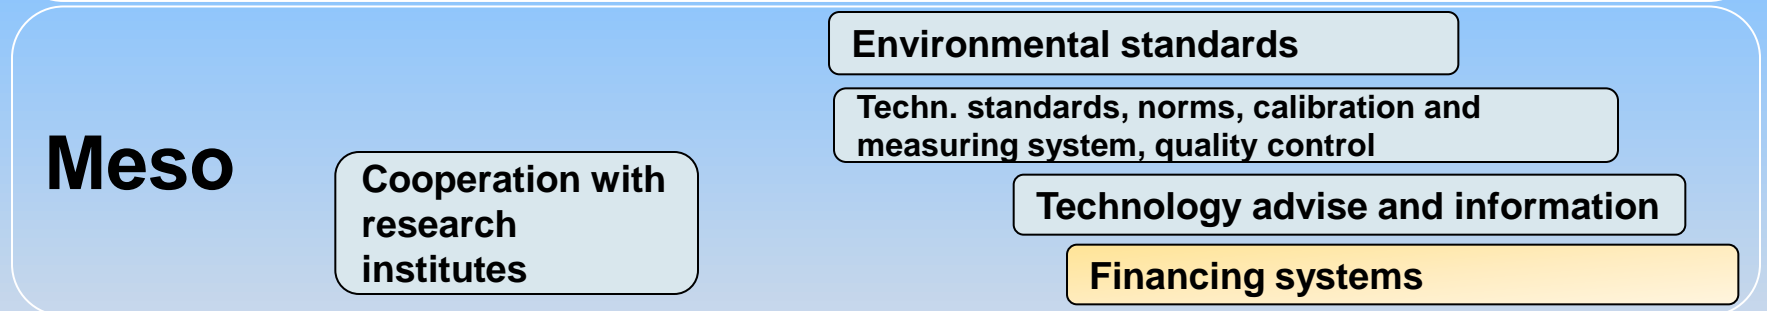 Environmental standards
Techn. standards, norms, calibration and
measuring system, quality control
Meso
Cooperation with
research
institutes
Technology advise and information
Financing systems